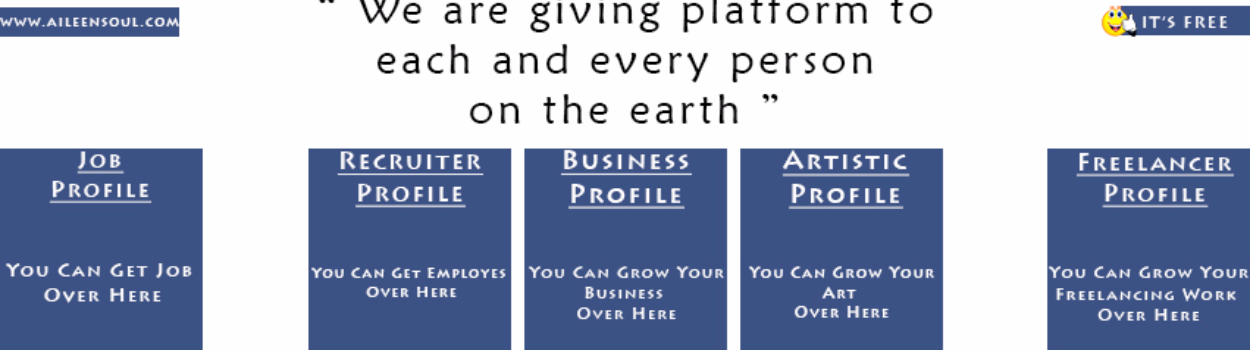 WWW.AILEENSOUL.COM
IT'S FREE
“ We are giving platform to
each and every person
on the earth ”
JOB
PROFILE
YOU CAN GET JOB
OVER HERE
RECRUITER
PROFILE
YOU CAN GET EMPLOYES
OVER HERE
BUSINESS
PROFILE
YOU CAN GROW YOUR
BUSINESS
OVER HERE
ARTISTIC
PROFILE
YOU CAN GROW YOUR
ART
OVER HERE
FREELANCER
PROFILE
YOU CAN GROW YOUR
FREELANCING WORK
OVER HERE